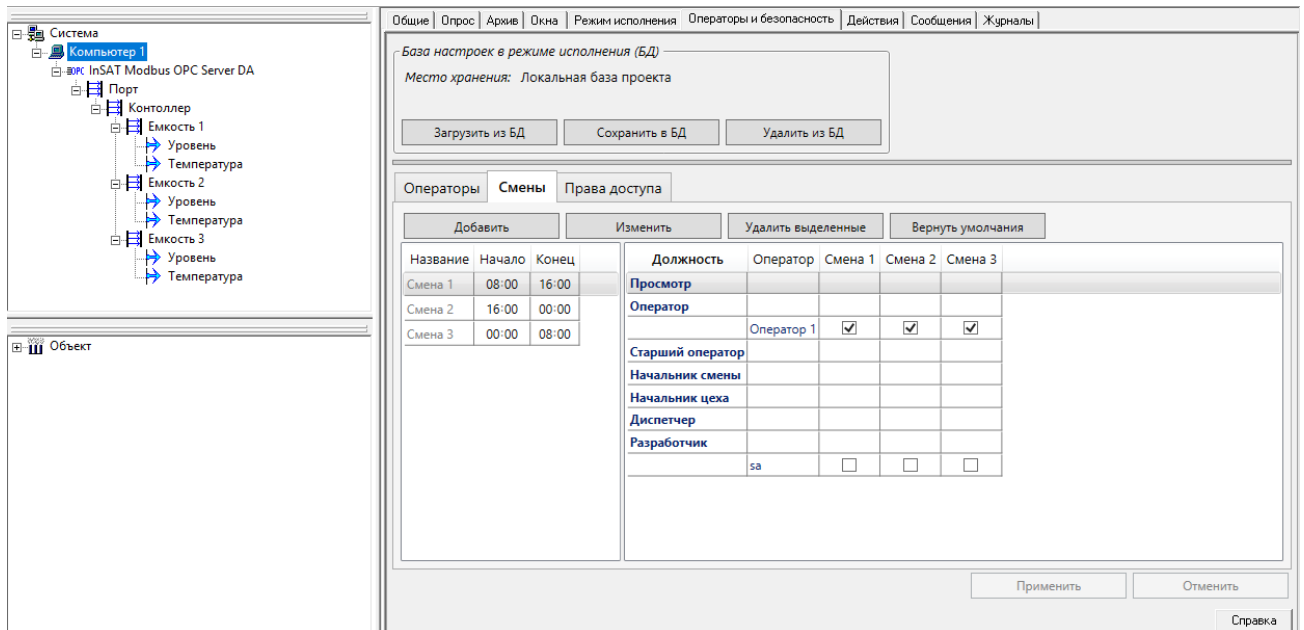 Система
Компьютер 1
OPC InSAT Modbus OPC Server DA
Порт
Контоллер
Емкость 1
Уровень
Температура
Емкость 2
Уровень
Температура
Емкость 3
Уровень
Температура
Объект
Общие Опрос Архив Окна Режим исполнения Операторы и безопасность Действия Сообщения Журналы
База настроек в режиме исполнения (БД)
Место хранения: Локальная база проекта
Загрузить из БД Сохранить в БД Удалить из БД
Операторы Смены Права доступа
Добавить Изменить Удалить выделенные Вернуть умолчания
Название Начало Конец
Смена 1 08:00 16:00
Смена 2 16:00 00:00
Смена 3 00:00 08:00
Должность Оператор Смена 1 Смена 2 Смена 3
Просмотр
Оператор
Оператор 1
Старший оператор
Начальник смены
Начальник цеха
Диспетчер
Разработчик
sa
Применить Отменить
Справка